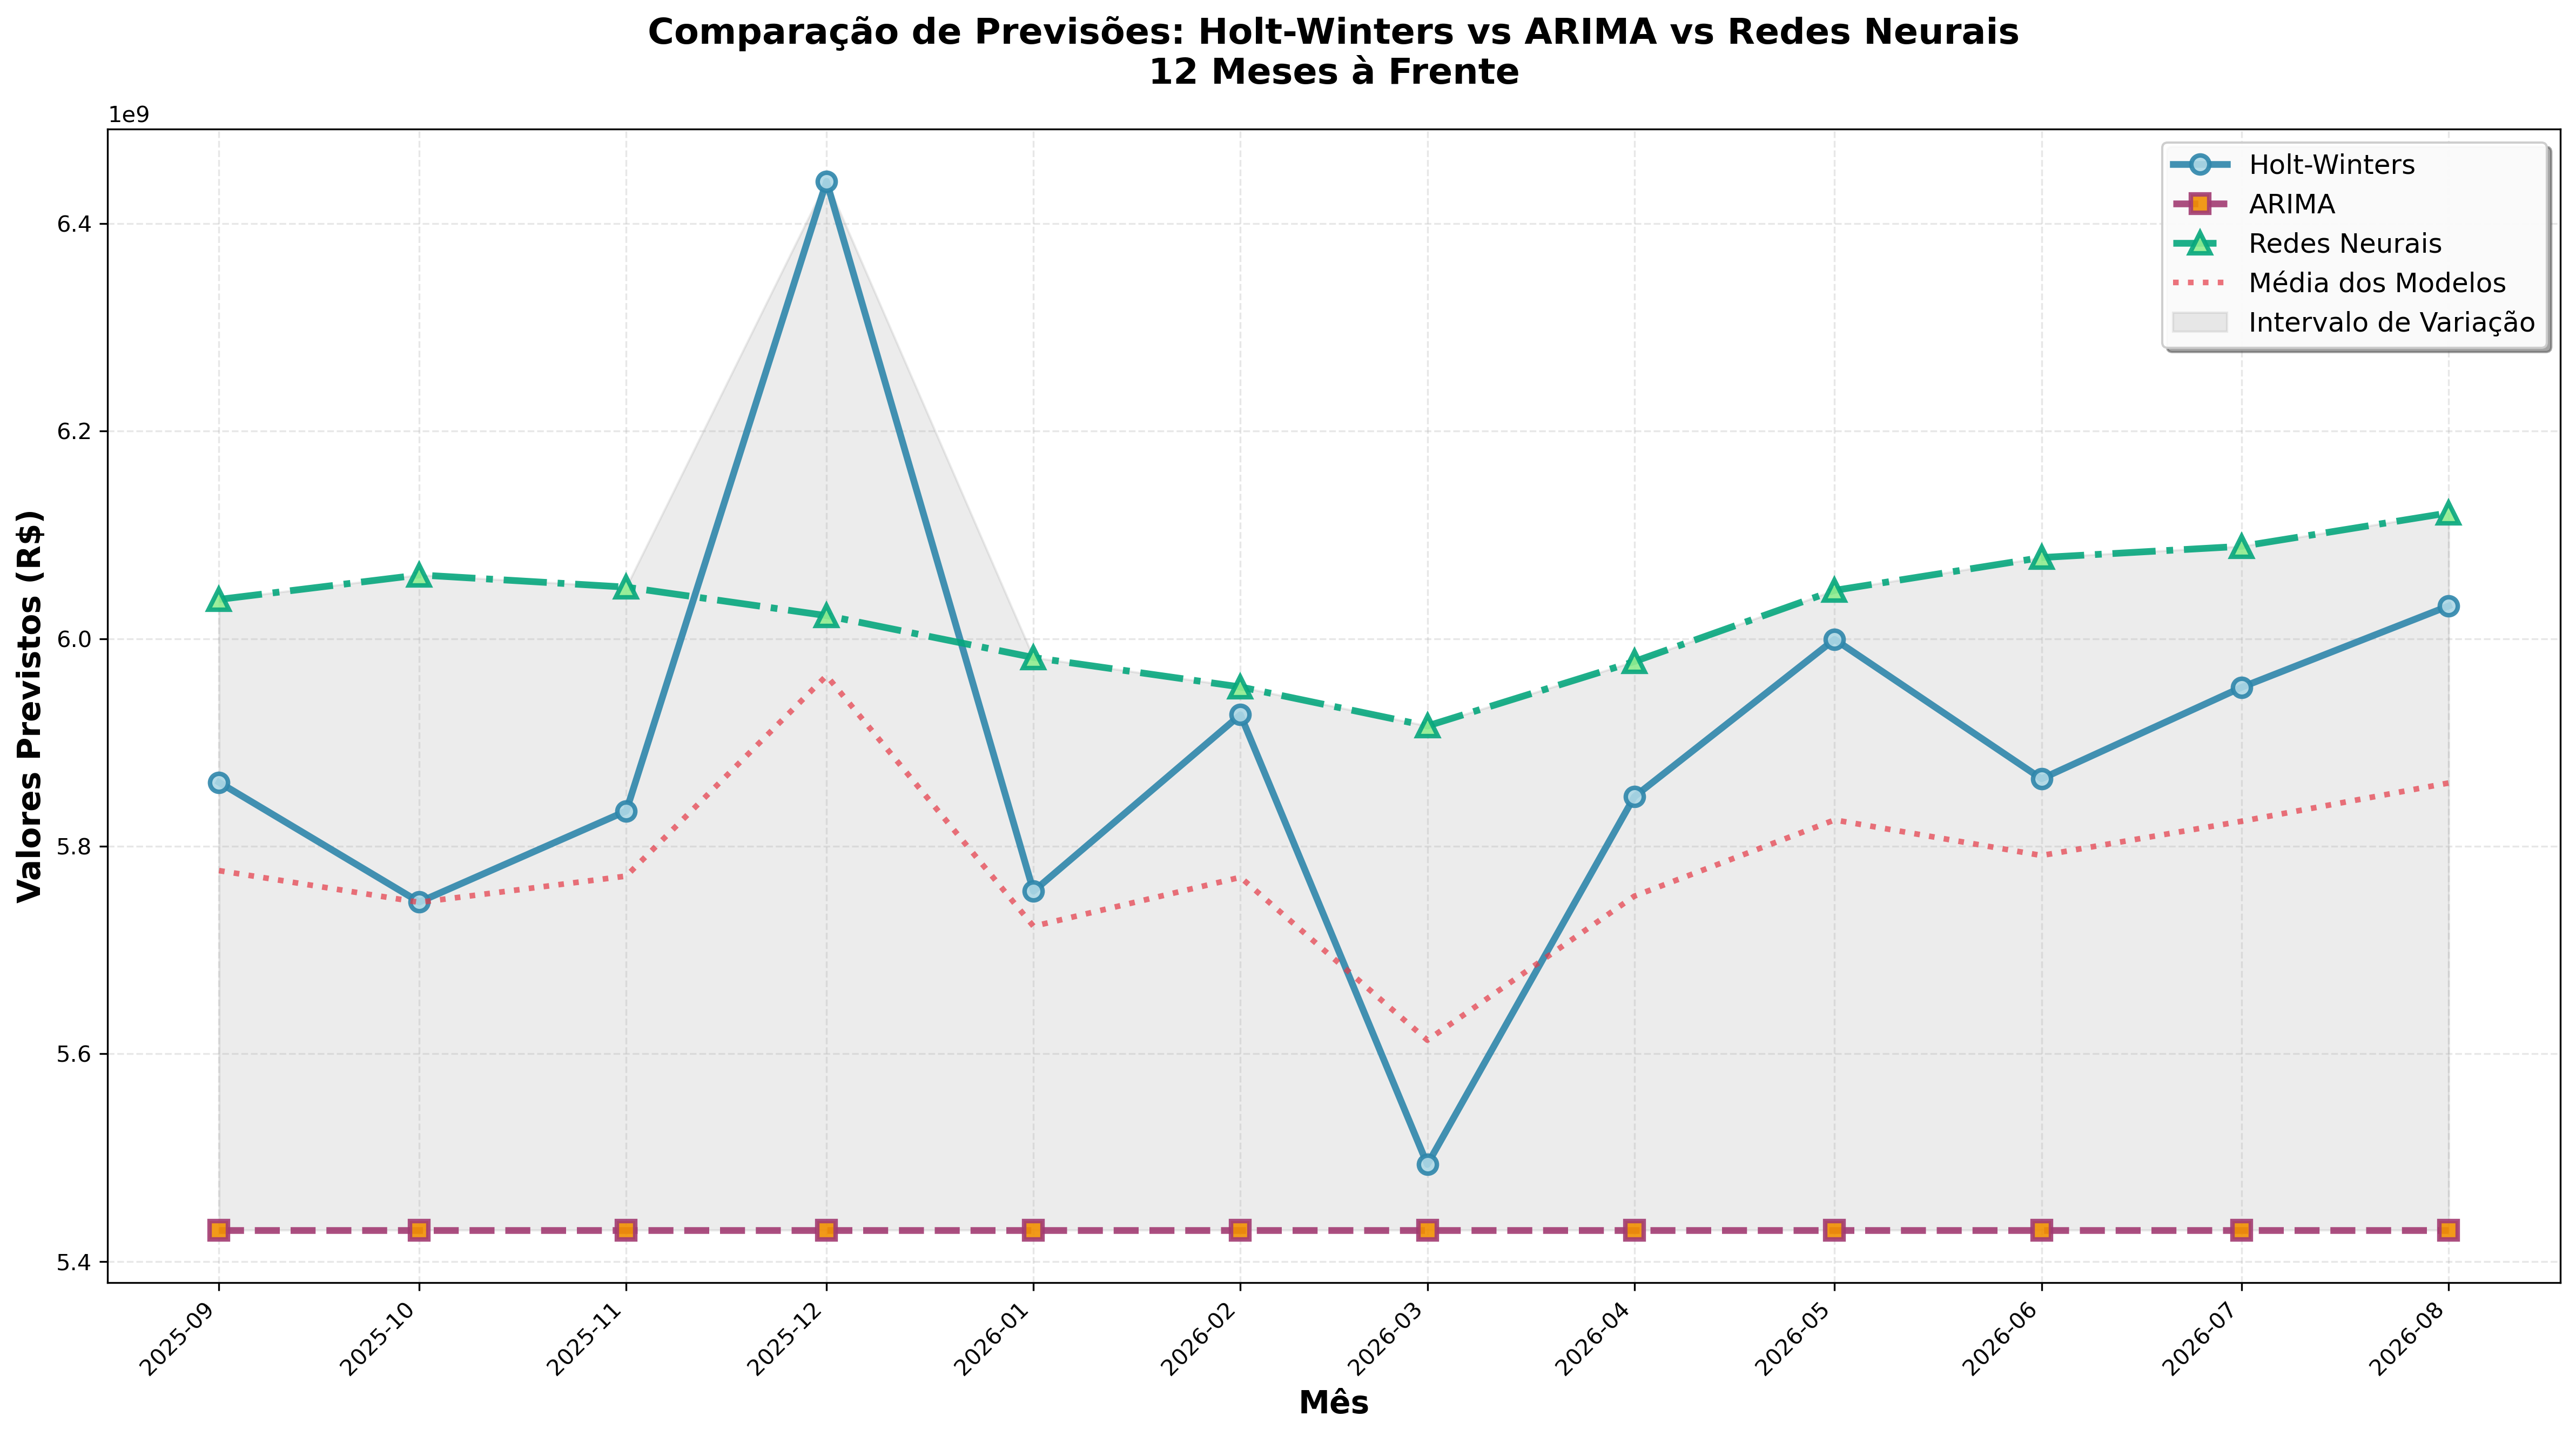 Comparação de Previsões: Holt-Winters vs ARIMA vs Redes Neurais
12 Meses à Frente
1e9
Holt-Winters
ARIMA
Redes Neurais
Média dos Modelos
Intervalo de Variação
Valores Previstos (R$)
6.4
6.2
6.0
5.8
5.6
5.4
2025-09
2025-10
2025-11
2025-12
2026-01
2026-02
2026-03
2026-04
2026-05
2026-06
2026-07
2026-08
Mês